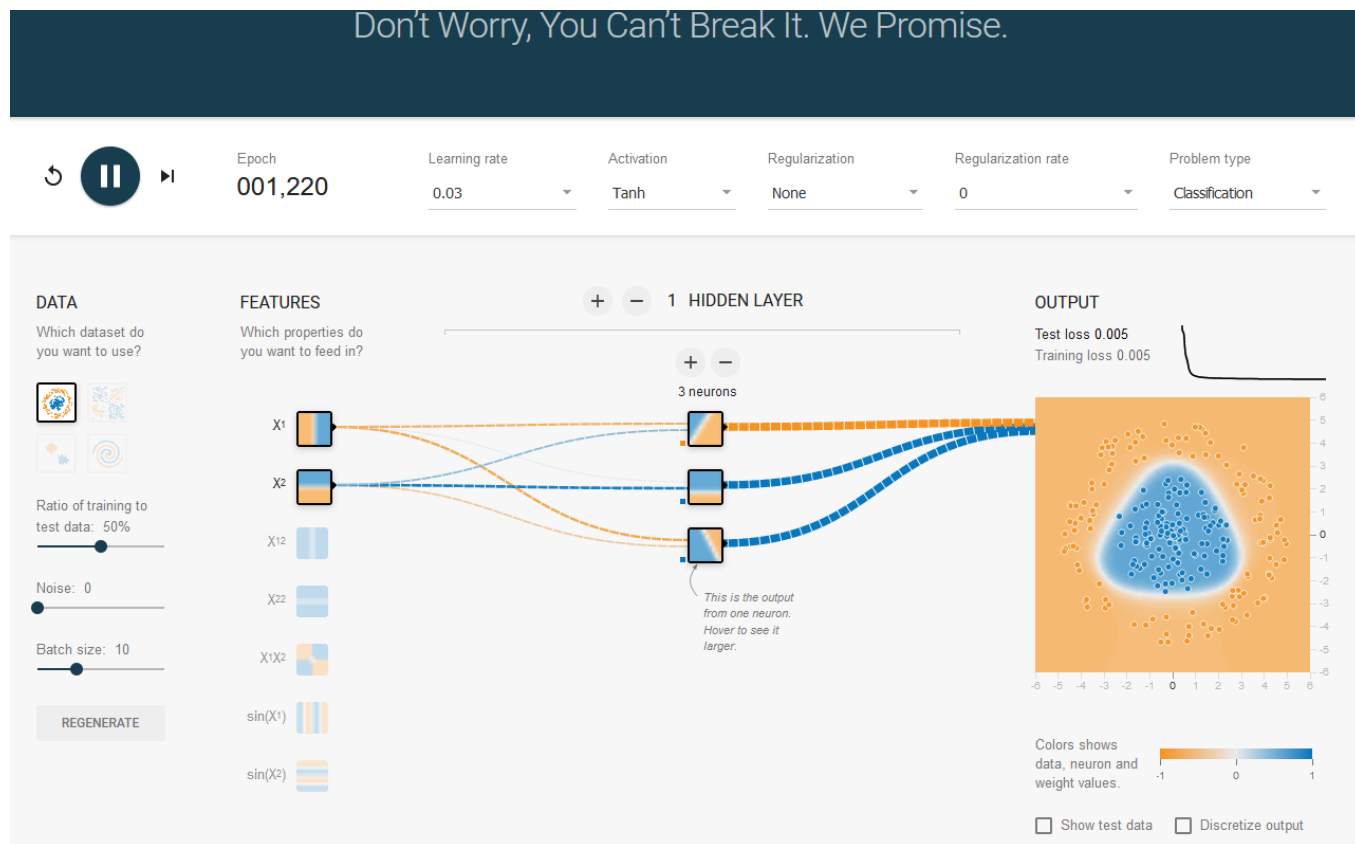 Don't Worry, You Can't Break It. We Promise.
Epoch
001,220
Learning rate
0.03
Activation
Tanh
Regularization
None
Regularization rate
0
Problem type
Classification
DATA
Which dataset do
you want to use?
Ratio of training to
test data: 50%
Noise: 0
Batch size: 10
REGENERATE
FEATURES
Which properties do
you want to feed in?
X1
X2
X12
X22
X1X2
sin(X1)
sin(X2)
+ − 1 HIDDEN LAYER
+ −
3 neurons
This is the output
from one neuron.
Hover to see it
larger.
OUTPUT
Test loss 0.005
Training loss 0.005
6
5
4
3
2
1
0
-1
-2
-3
-4
-5
-6
-6 -5 -4 -3 -2 -1 0 1 2 3 4 5 6
Colors shows
data, neuron and
weight values.
-1 0 1
Show test data
Discretize output